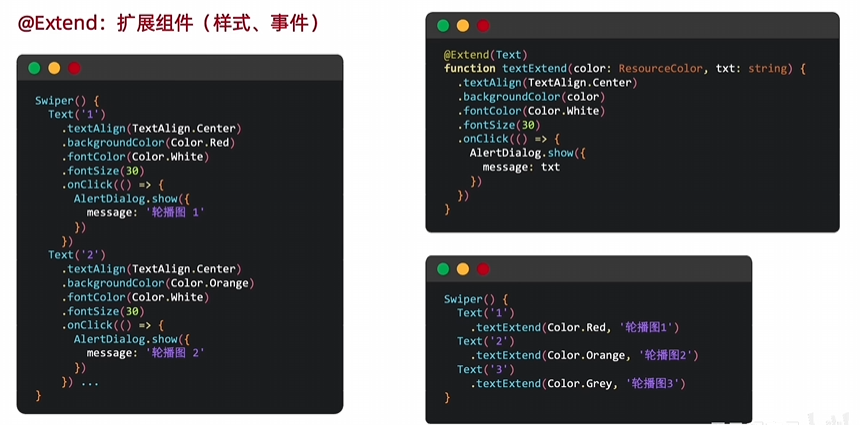 @Extend：扩展组件（样式、事件）
Swiper() {
  Text('1')
    .textAlign(TextAlign.Center)
    .backgroundColor(Color.Red)
    .fontColor(Color.White)
    .fontSize(30)
    .onClick(() => {
      AlertDialog.show({
        message: '轮播图 1'
      })
    })
  Text('2')
    .textAlign(TextAlign.Center)
    .backgroundColor(Color.Orange)
    .fontColor(Color.White)
    .fontSize(30)
    .onClick(() => {
      AlertDialog.show({
        message: '轮播图 2'
      })
    }) ...
}
@Extend(Text)
function textExtend(color: ResourceColor, txt: string) {
  .textAlign(TextAlign.Center)
  .backgroundColor(color)
  .fontColor(Color.White)
  .fontSize(30)
  .onClick(() => {
    AlertDialog.show({
      message: txt
    })
  })
}
Swiper() {
  Text('1')
    .textExtend(Color.Red, '轮播图1')
  Text('2')
    .textExtend(Color.Orange, '轮播图2')
  Text('3')
    .textExtend(Color.Grey, '轮播图3')
}